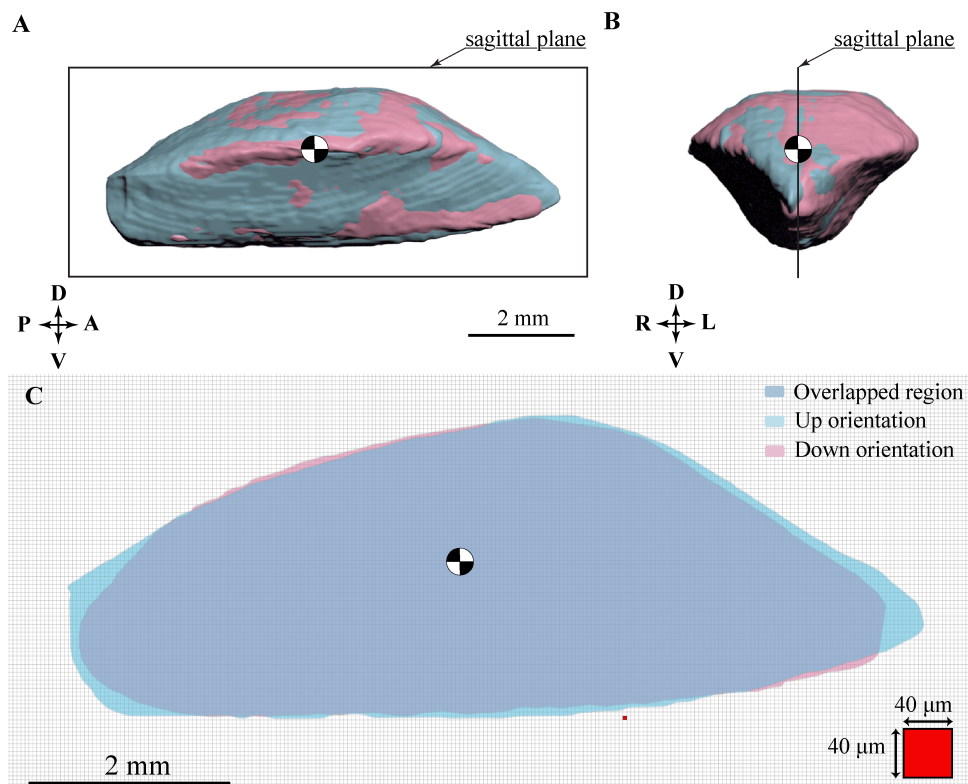 A
sagittal plane
B
sagittal plane
D
P
A
V
2 mm
D
R
L
V
C
Overlapped region
Up orientation
Down orientation
40 μm
40 μm
2 mm